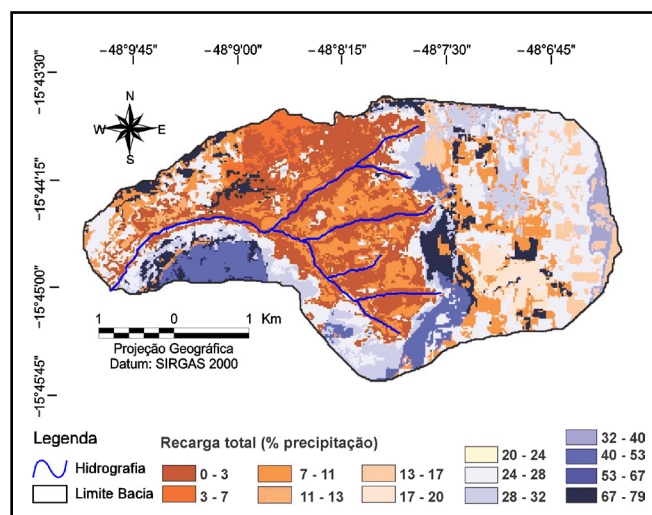 -48°9'45" -48°9'00" -48°8'15" -48°7'30" -48°6'45"
-15°43'30"
-15°44'15"
-15°45'00"
-15°45'45"
N
W E
S
1 0 1 Km
Projeção Geográfica
Datum: SIRGAS 2000
Legenda
Hidrografia
Limite Bacia
Recarga total (% precipitação)
0 - 3
3 - 7
7 - 11
11 - 13
13 - 17
17 - 20
20 - 24
24 - 28
28 - 32
32 - 40
40 - 53
53 - 67
67 - 79